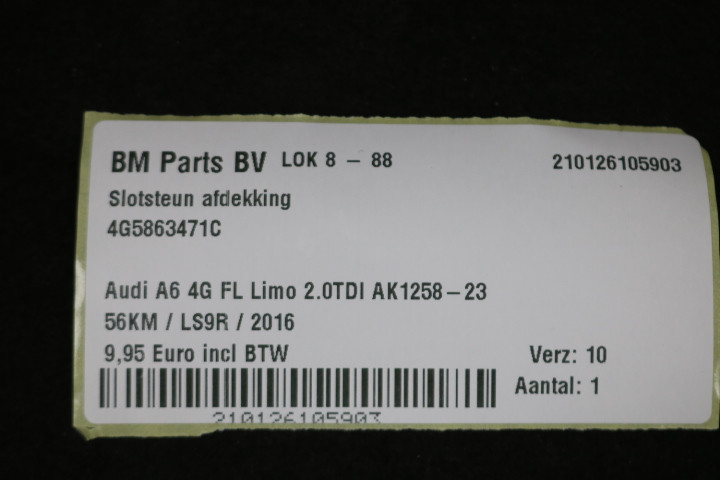 BM Parts BV LOK 8 – 88 210126105903
Slotsteun afdekking
4G5863471C
Audi A6 4G FL Limo 2.0TDI AK1258–23
56KM / LS9R / 2016
9,95 Euro incl BTW Verz: 10
Aantal: 1
210126105903